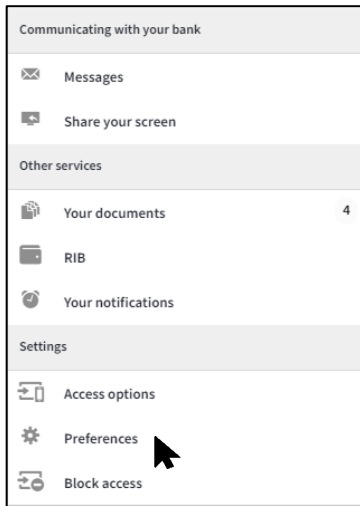 Communicating with your bank
Messages
Share your screen
Other services
Your documents 4
RIB
Your notifications
Settings
Access options
Preferences
Block access